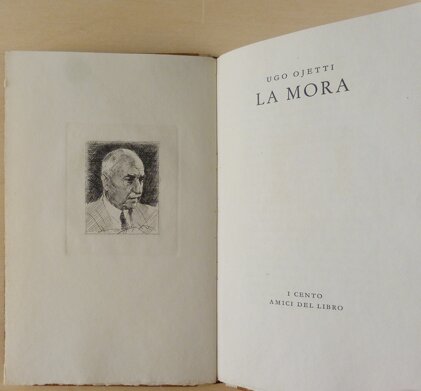 UGO OJETTI
LA MORA
I CENTO
AMICI DEL LIBRO